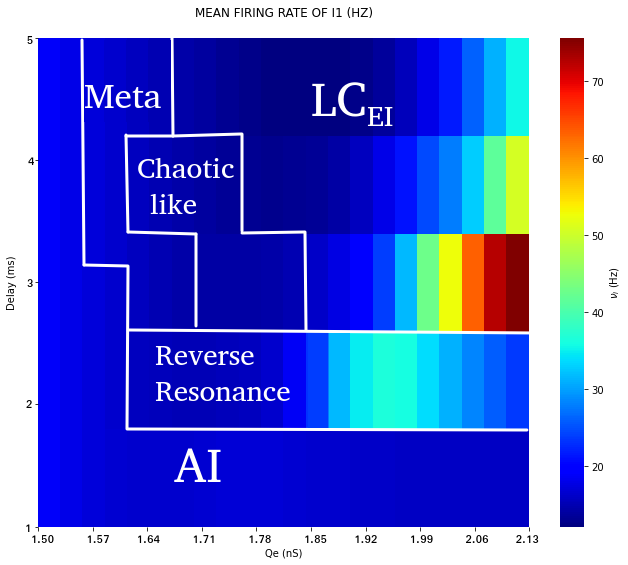 MEAN FIRING RATE OF I1 (HZ)
5
4
3
2
1
Delay (ms)
Meta
LC_EI
Chaotic
like
Reverse
Resonance
AI
1.50 1.57 1.64 1.71 1.78 1.85 1.92 1.99 2.06 2.13
Qe (nS)
70
60
50
40
30
20
ν_I (Hz)